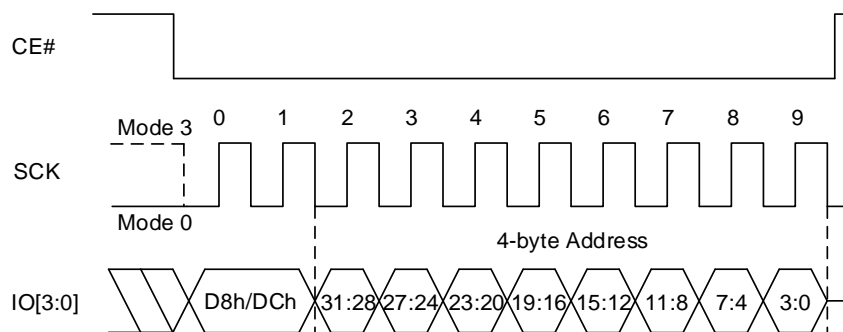 CE#
Mode 3
0 1 2 3 4 5 6 7 8 9
SCK
Mode 0
4-byte Address
IO[3:0]
D8h/DCh 31:28 27:24 23:20 19:16 15:12 11:8 7:4 3:0